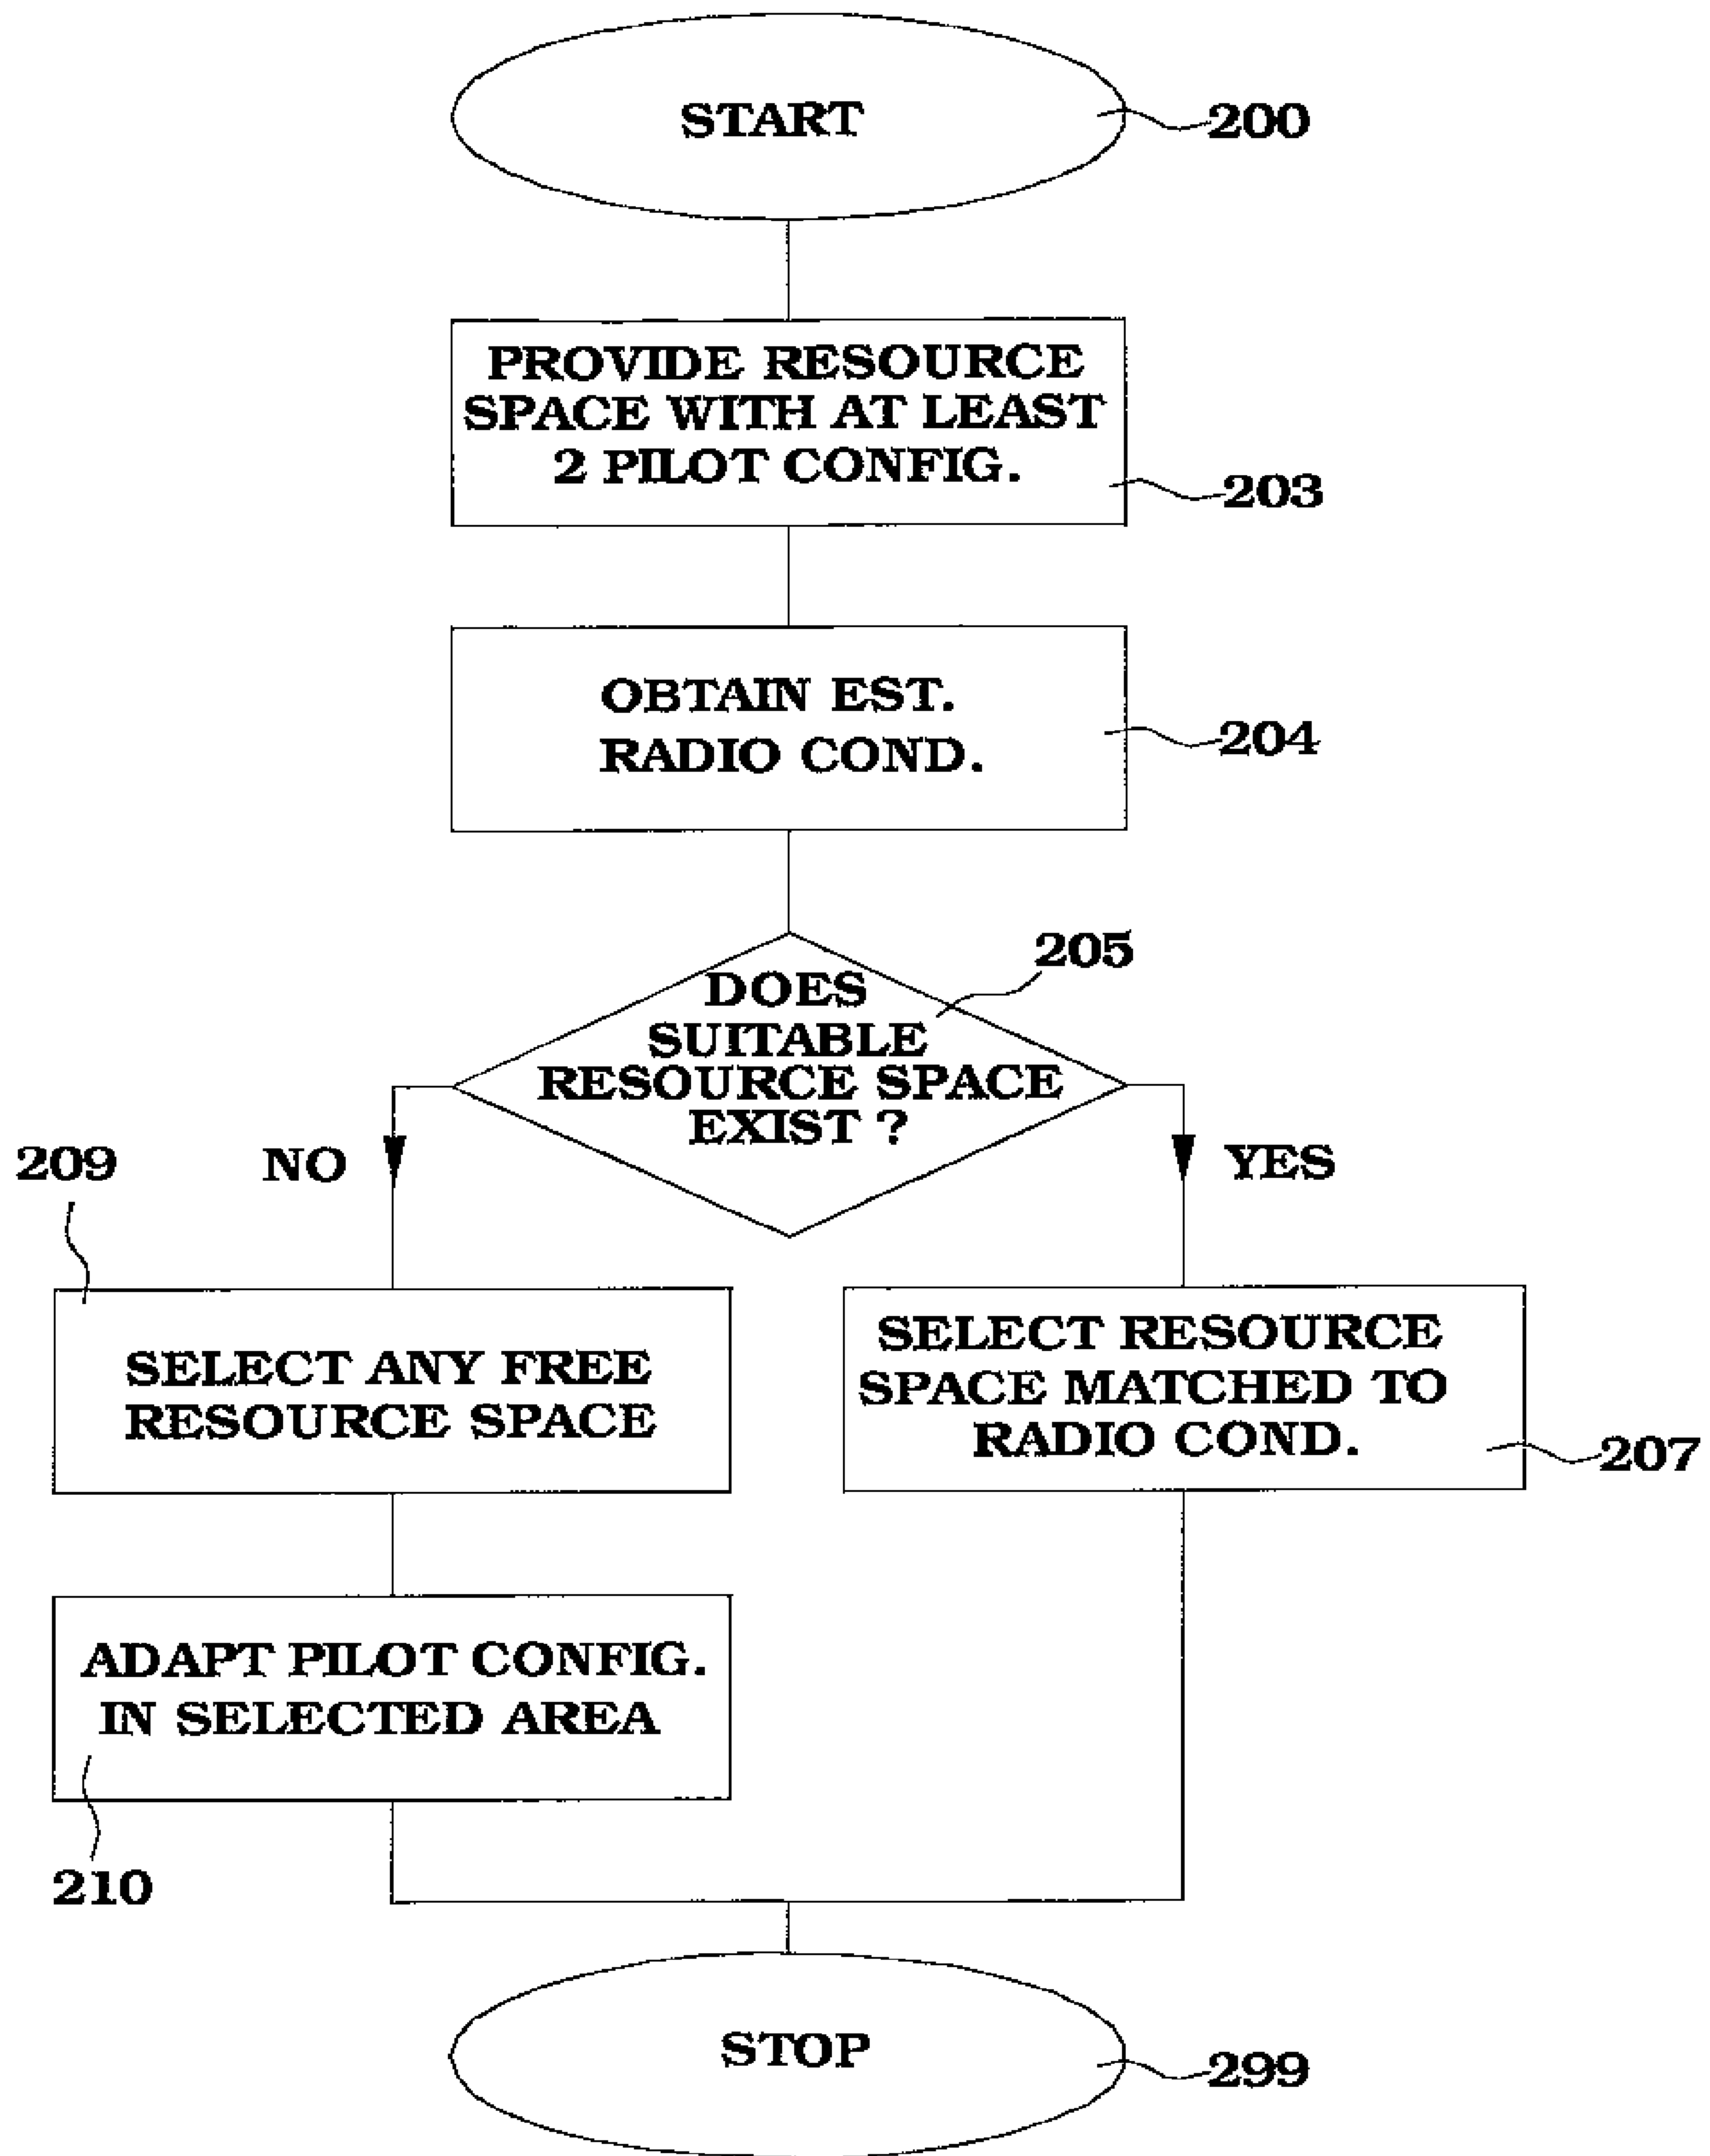 START
200
PROVIDE RESOURCE
SPACE WITH AT LEAST
2 PILOT CONFIG.
203
OBTAIN EST.
RADIO COND.
204
205
DOES
SUITABLE
RESOURCE SPACE
EXIST ?
209
NO
YES
SELECT ANY FREE
RESOURCE SPACE
SELECT RESOURCE
SPACE MATCHED TO
RADIO COND.
207
ADAPT PILOT CONFIG.
IN SELECTED AREA
210
STOP
299